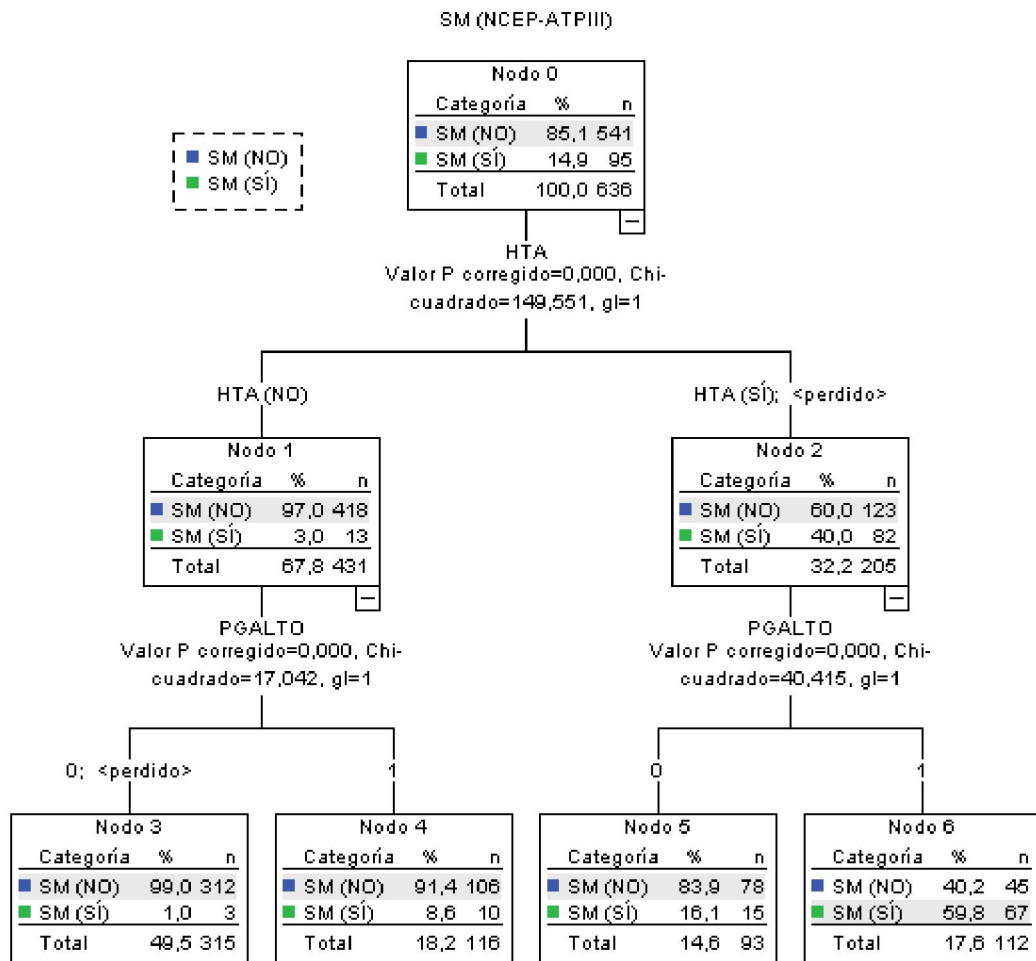 SM (NCEP-ATPIII)
Nodo 0
Categoría % n
SM (NO) 85,1 541
SM (SÍ) 14,9 95
Total 100,0 636
SM (NO)
SM (SÍ)
HTA
Valor P corregido=0,000, Chi-
cuadrado=149,551, gl=1
HTA (NO)
HTA (SÍ); <perdido>
Nodo 1
Categoría % n
SM (NO) 97,0 418
SM (SÍ) 3,0 13
Total 67,8 431
Nodo 2
Categoría % n
SM (NO) 60,0 123
SM (SÍ) 40,0 82
Total 32,2 205
PGALTO
Valor P corregido=0,000, Chi-
cuadrado=17,042, gl=1
PGALTO
Valor P corregido=0,000, Chi-
cuadrado=40,415, gl=1
0; <perdido>
1
0
1
Nodo 3
Categoría % n
SM (NO) 99,0 312
SM (SÍ) 1,0 3
Total 49,5 315
Nodo 4
Categoría % n
SM (NO) 91,4 106
SM (SÍ) 8,6 10
Total 18,2 116
Nodo 5
Categoría % n
SM (NO) 83,9 78
SM (SÍ) 16,1 15
Total 14,6 93
Nodo 6
Categoría % n
SM (NO) 40,2 45
SM (SÍ) 59,8 67
Total 17,6 112